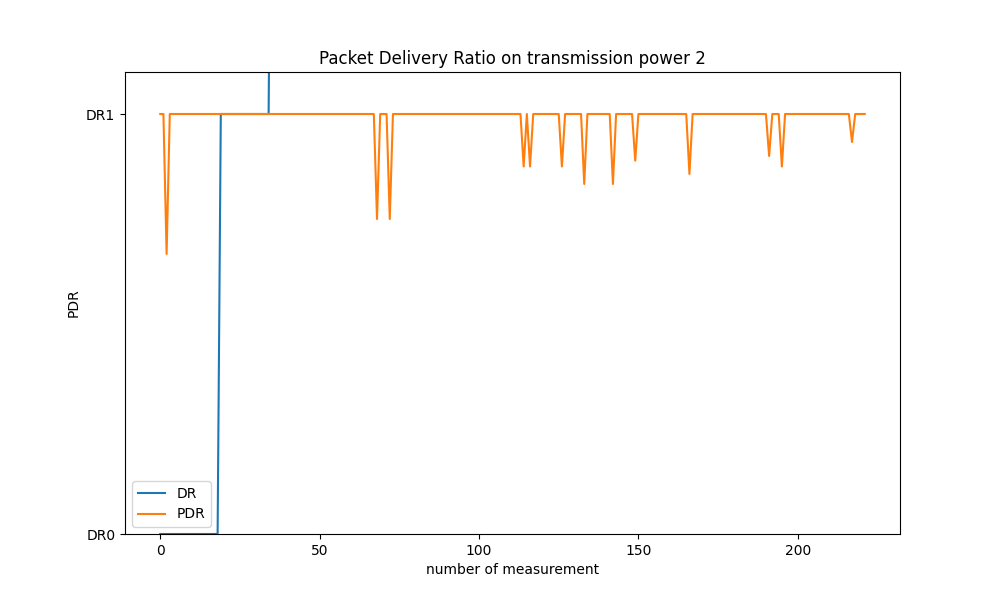 Packet Delivery Ratio on transmission power 2
DR1
PDR
DR0
DR
PDR
0
50
100
150
200
number of measurement